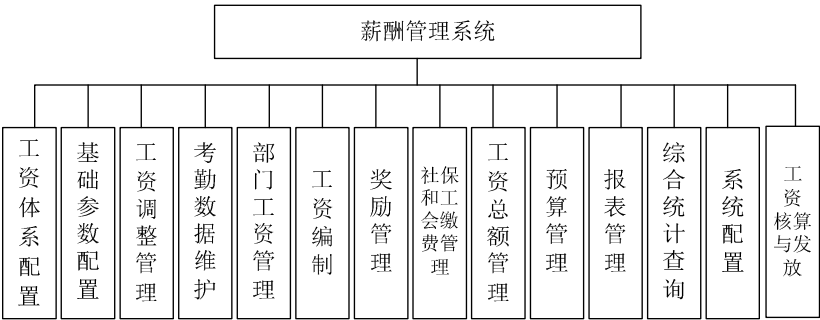 薪酬管理系统
工资体系配置
基础参数配置
工资调整管理
考勤数据维护
部门工资管理
工资编制
奖励管理
社保
和工
会缴
费管
理
工资总额管理
预算管理
报表管理
综合统计查询
系统配置
工
资
核算
与发
放